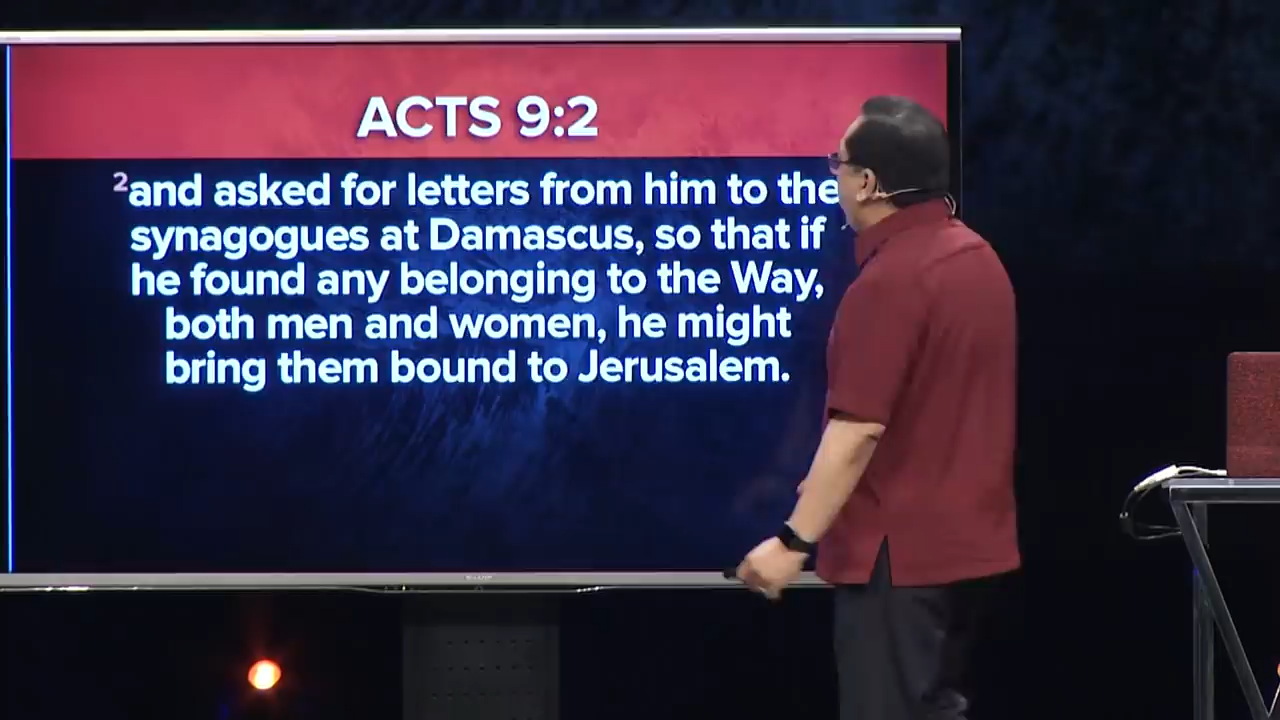 ACTS 9:2
²and asked for letters from him to the
synagogues at Damascus, so that if
he found any belonging to the Way,
both men and women, he might
bring them bound to Jerusalem.